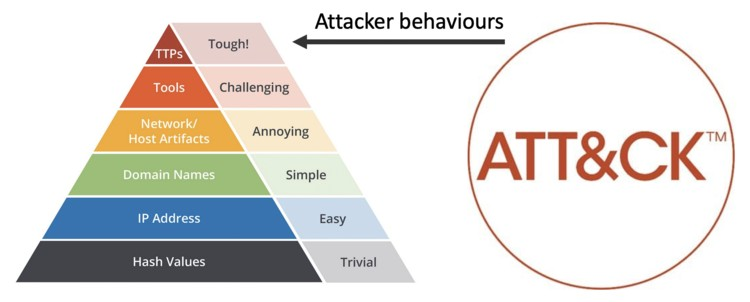 Attacker behaviours
TTPs
Tough!
Tools
Challenging
Network/
Host Artifacts
Annoying
Domain Names
Simple
IP Address
Easy
Hash Values
Trivial
ATT&CK™